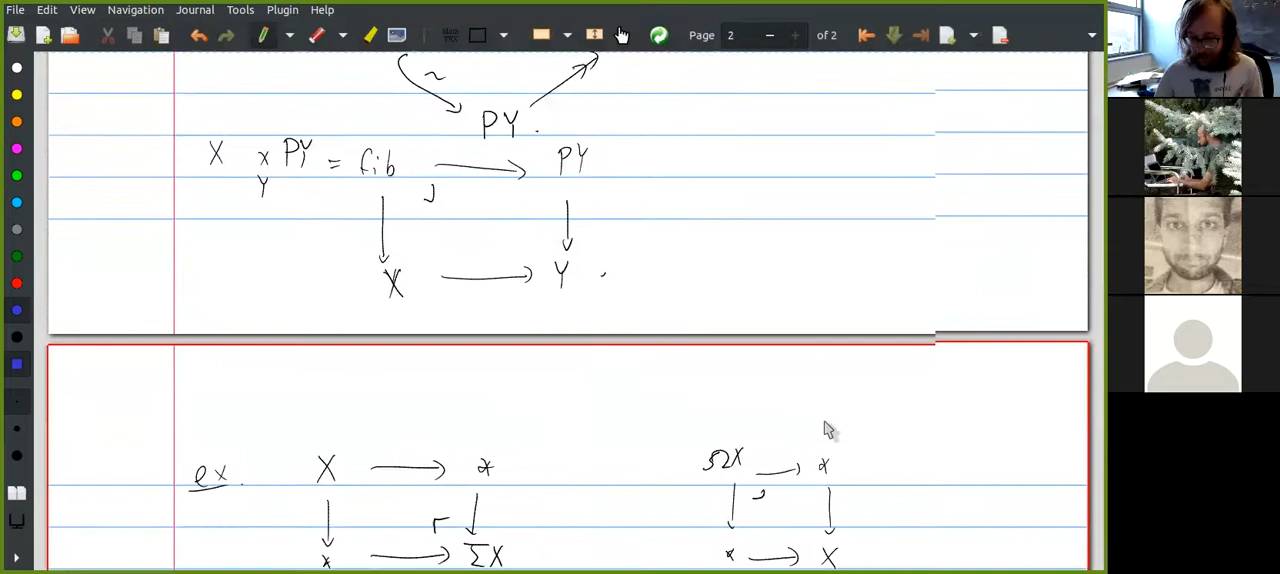 File Edit View Navigation Journal Tools Plugin Help
Page 2 of 2
~
PY.
X × PY = fib ⟶ PY
Y
X ⟶ Y .
ex. X ⟶ * ΩX ⟶ *
* ⟶ ΣX * ⟶ X